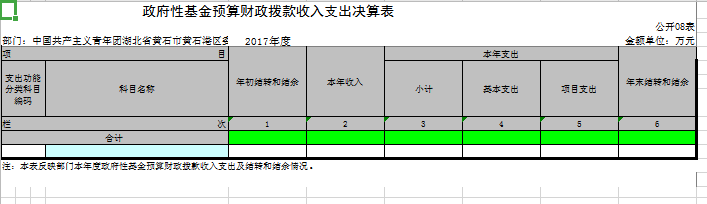 政府性基金预算财政拨款收入支出决算表
公开08表
部门：中国共产主义青年团湖北省黄石市黄石港区委 2017年度 金额单位：万元
项 目 年初结转和结余 本年收入 本年支出 年末结转和结余
支出功能分类科目编码 科目名称 小计 基本支出 项目支出
栏 次 1 2 3 4 5 6
合计
注：本表反映部门本年度政府性基金预算财政拨款收入支出及结转和结余情况。